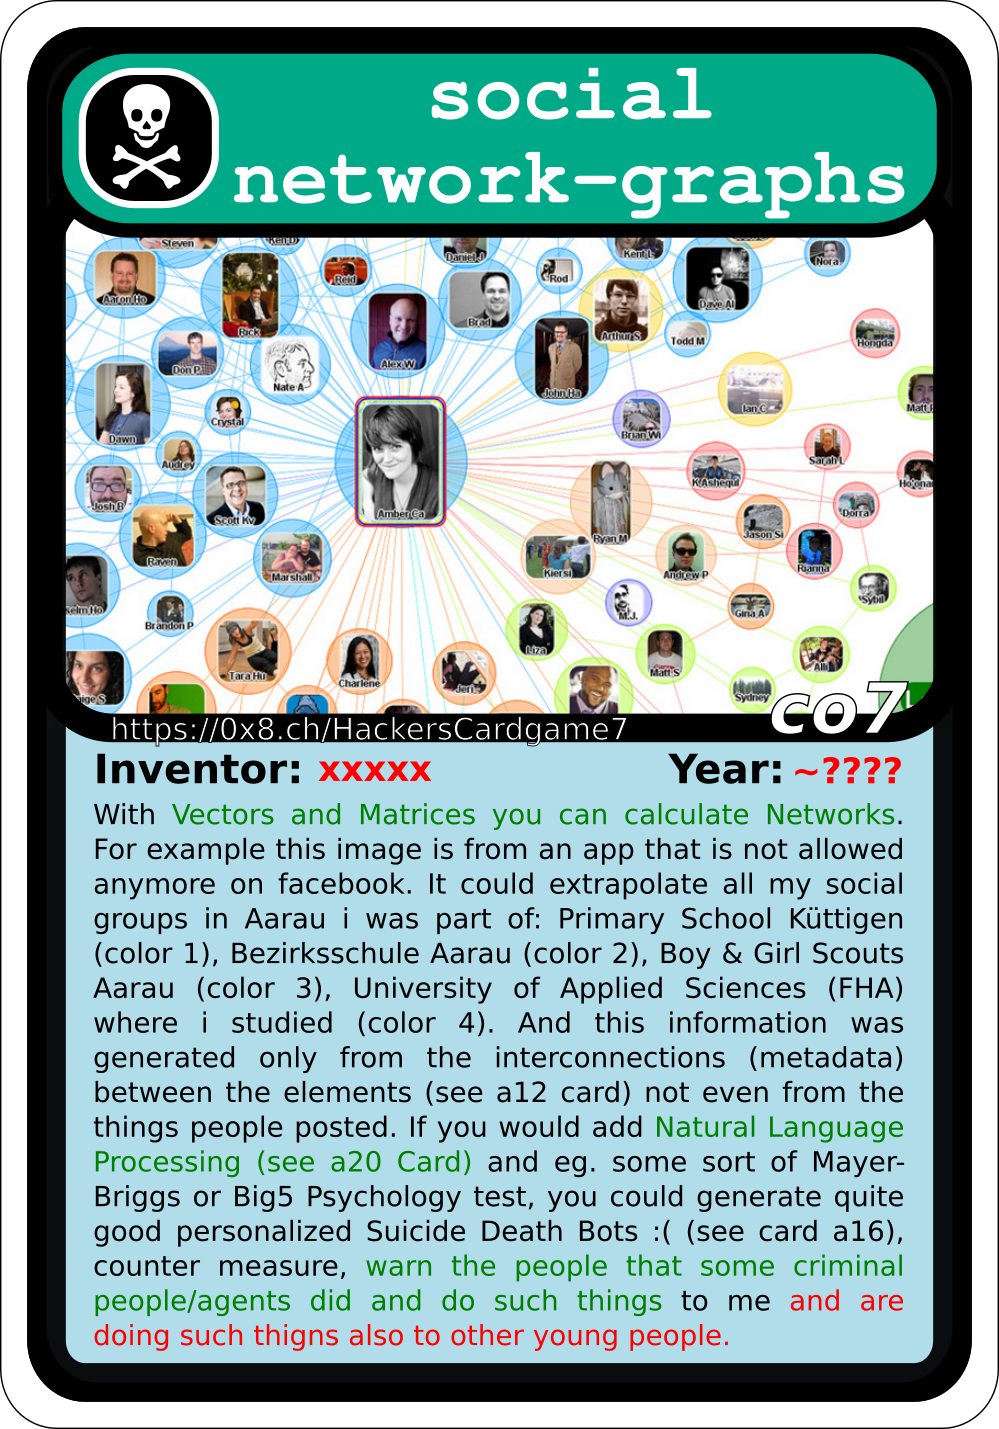 social
network-graphs
Steven
Ken D
Daniel J
Kent L
Nora
Aaron Ho
Rick
Reid
Rod
Brad
Arthur S
Dave Al
Todd M
Hongda
Alex W
Don P
Nate A
John Ha
Ian C
Matt
Crystal
Dawn
Brian Wi
Audrey
Sarah L
Josh B
Scott Kv
Amber Ca
K Ashequl
Dorra
Ryan M
Jason Si
Raven
Marshall
Kiersi
Andrew P
Rianna
Sybil
selm Ho
Brandon P
M.J.
Gina A
Liza
Tara Hu
Charlene
Jeri
Matt S
Alli
Sydney
aige S
co7
https://0x8.ch/HackersCardgame7
Inventor: xxxxx Year: ~????
With Vectors and Matrices you can calculate Networks.
For example this image is from an app that is not allowed
anymore on facebook. It could extrapolate all my social
groups in Aarau i was part of: Primary School Küttigen
(color 1), Bezirksschule Aarau (color 2), Boy & Girl Scouts
Aarau (color 3), University of Applied Sciences (FHA)
where i studied (color 4). And this information was
generated only from the interconnections (metadata)
between the elements (see a12 card) not even from the
things people posted. If you would add Natural Language
Processing (see a20 Card) and eg. some sort of Mayer-
Briggs or Big5 Psychology test, you could generate quite
good personalized Suicide Death Bots :( (see card a16),
counter measure, warn the people that some criminal
people/agents did and do such things to me and are
doing such thigns also to other young people.